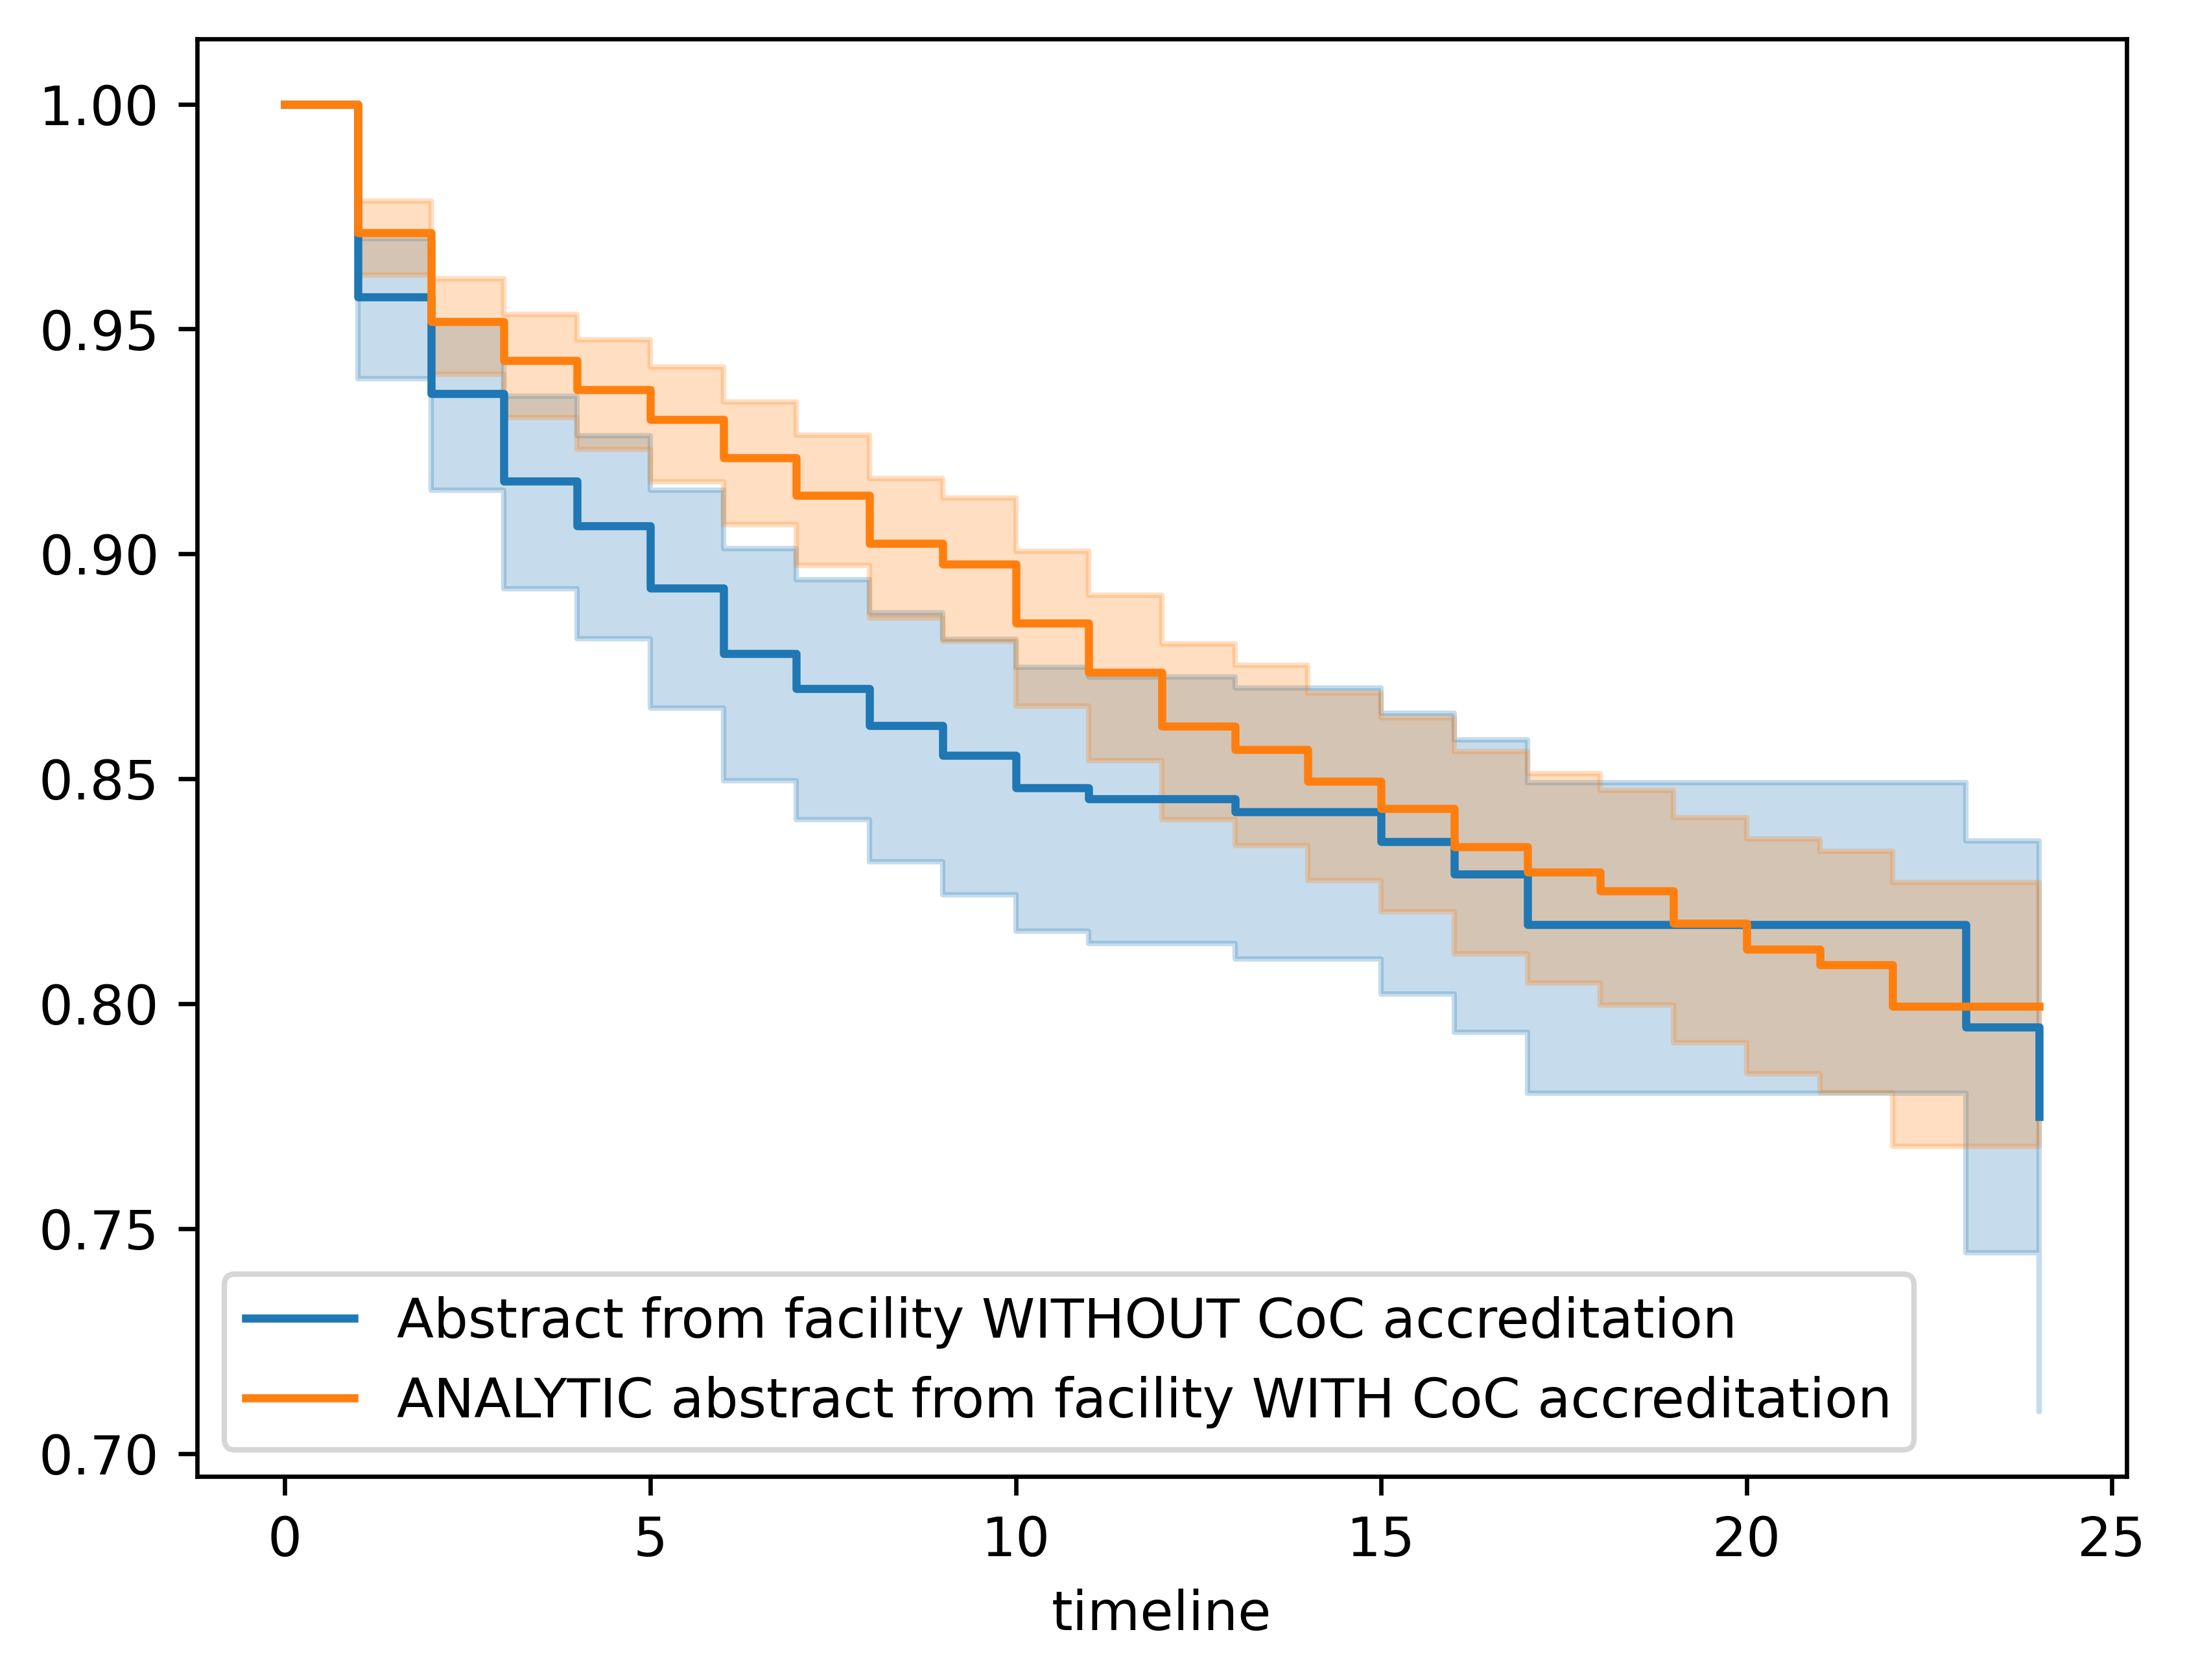 1.00
0.95
0.90
0.85
0.80
0.75
0.70
Abstract from facility WITHOUT CoC accreditation
ANALYTIC abstract from facility WITH CoC accreditation
0 5 10 15 20 25
timeline